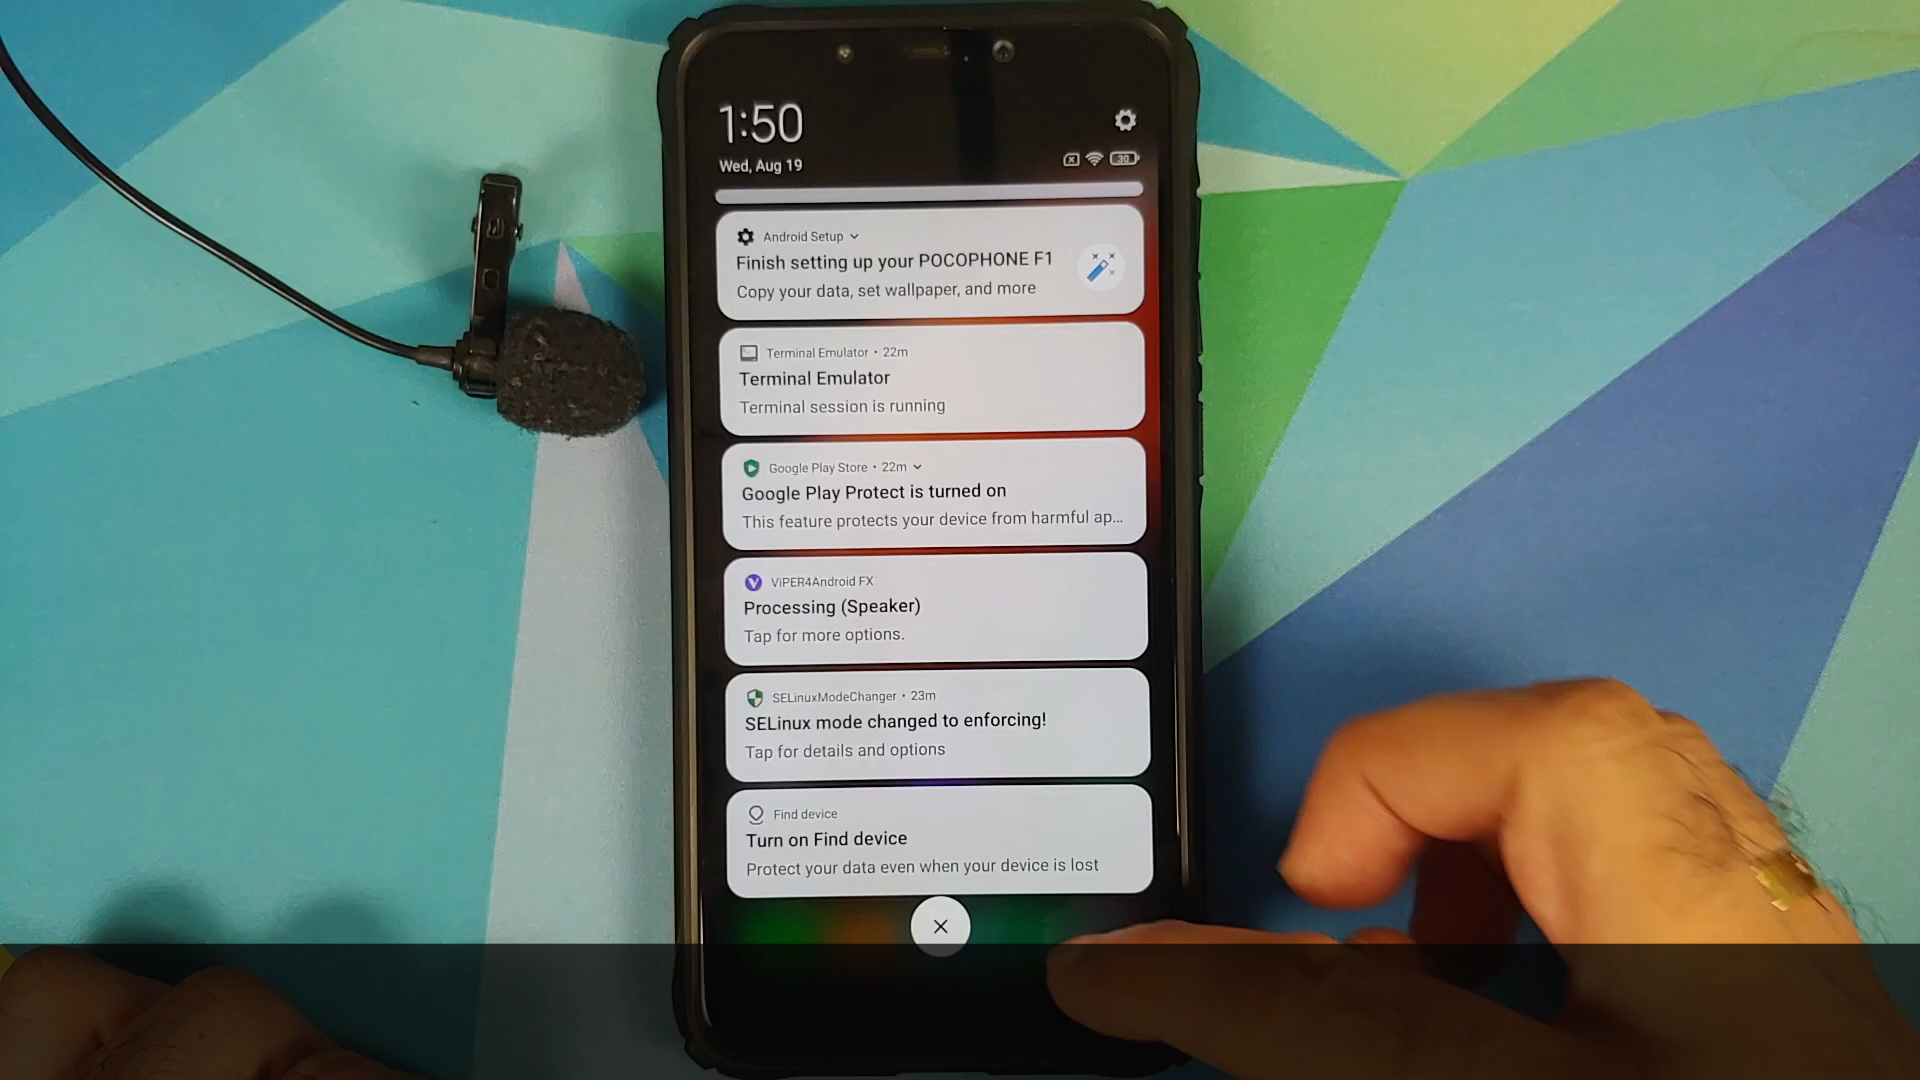 1:50
Wed, Aug 19
30
Android Setup
Finish setting up your POCOPHONE F1
Copy your data, set wallpaper, and more
Terminal Emulator • 22m
Terminal Emulator
Terminal session is running
Google Play Store • 22m
Google Play Protect is turned on
This feature protects your device from harmful ap...
ViPER4Android FX
Processing (Speaker)
Tap for more options.
SELinuxModeChanger • 23m
SELinux mode changed to enforcing!
Tap for details and options
Find device
Turn on Find device
Protect your data even when your device is lost